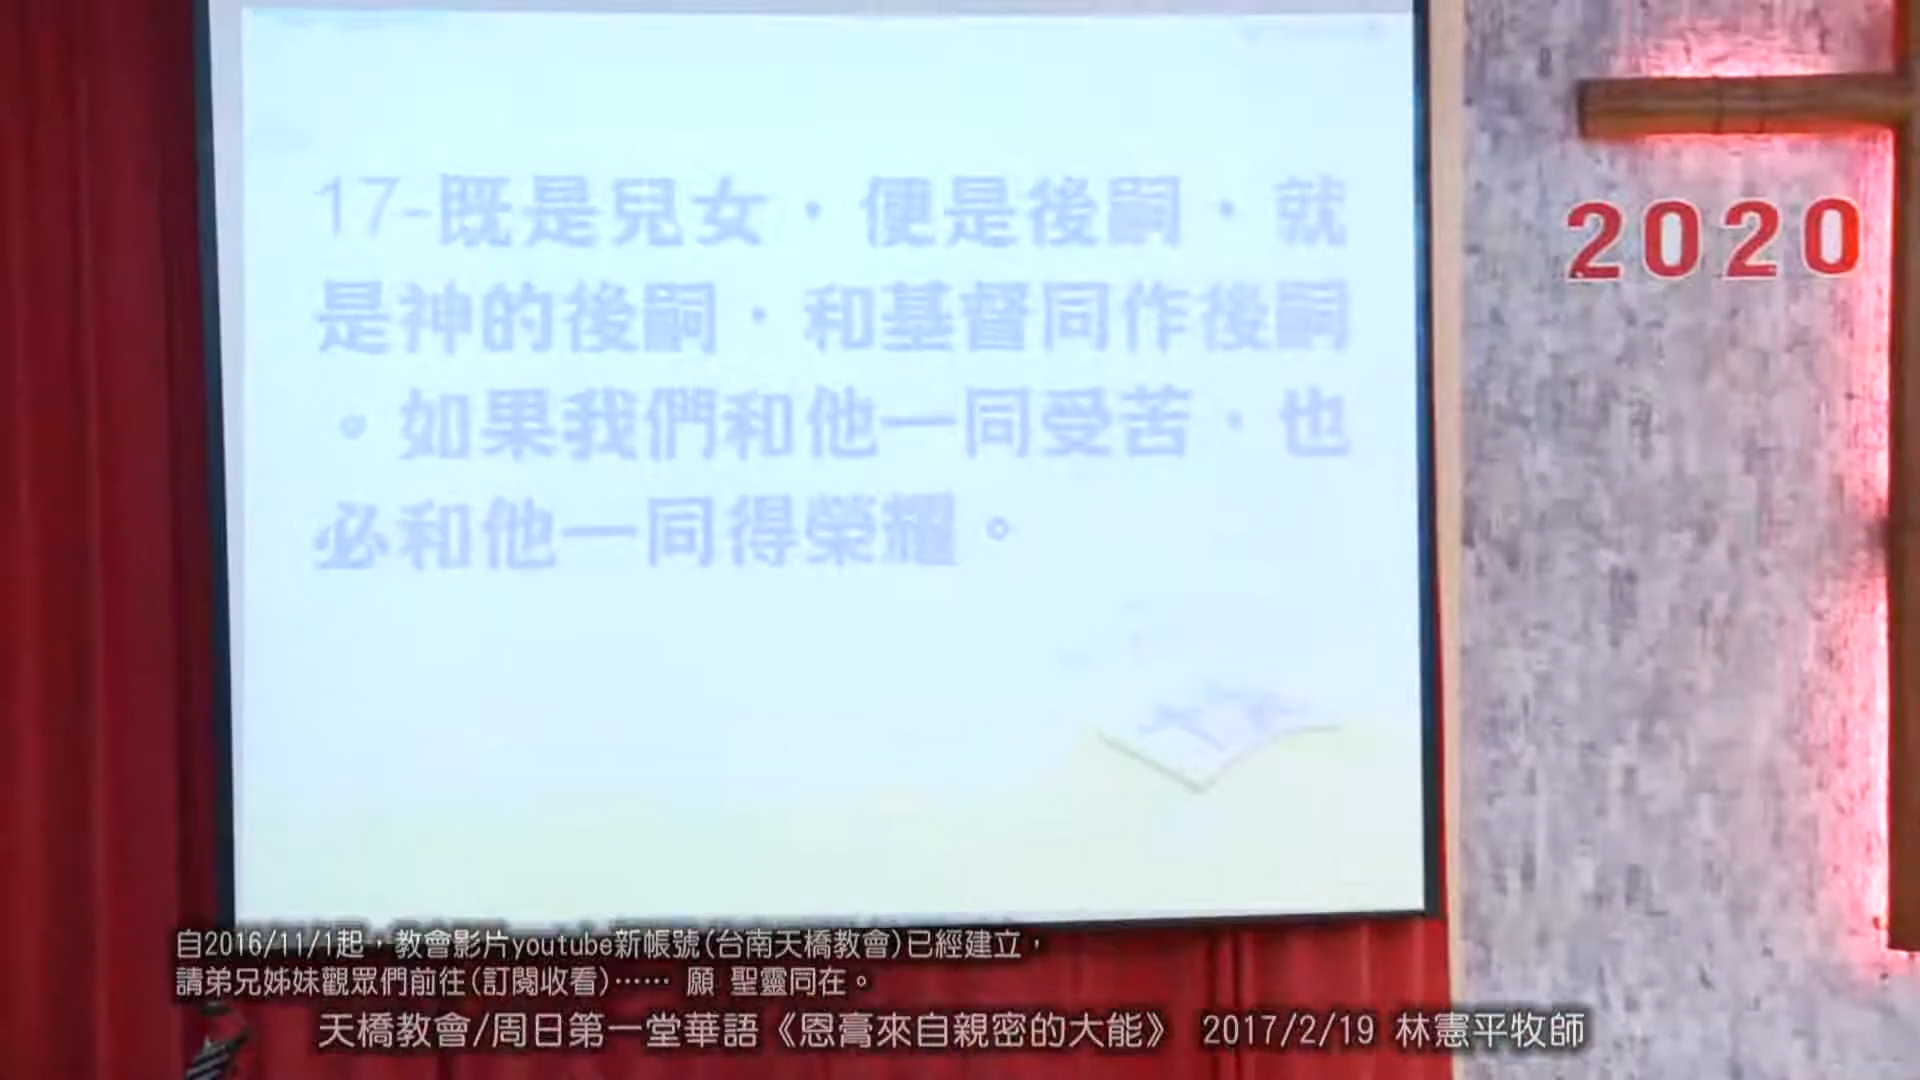 17-既是兒女，便是後嗣，就
是神的後嗣，和基督同作後嗣
。如果我們和他一同受苦，也
必和他一同得榮耀。
2020
自2016/11/1起，教會影片youtube新帳號(台南天橋教會)已經建立，
請弟兄姊妹觀眾們前往(訂閱收看)…… 願 聖靈同在。
天橋教會/周日第一堂華語《恩膏來自親密的大能》 2017/2/19 林憲平牧師